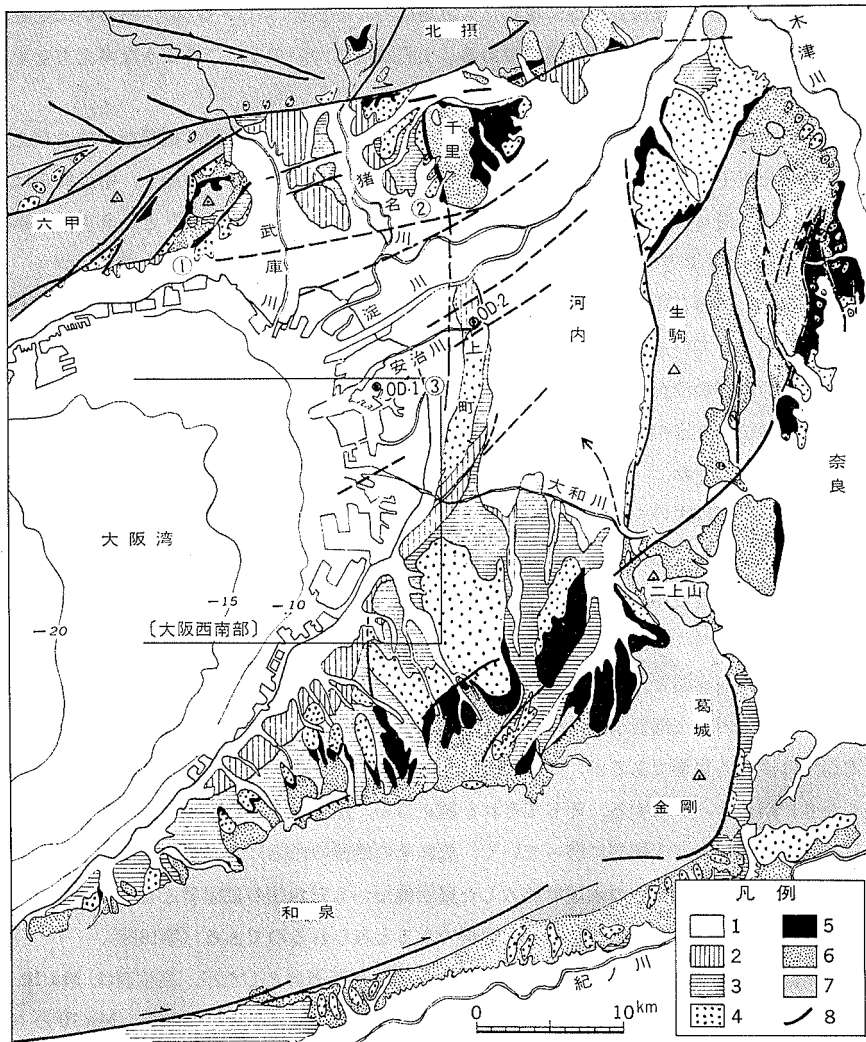 北摂
木津川
千里
猪名川
②
六甲
武庫川
①
淀川
河内
生駒
OD-2
上町
安治川
OD-1
③
奈良
大和川
大阪湾
二上山
-15
-10
-20
〔大阪西南部〕
葛城
金剛
和泉
紀ノ川
0 10km
凡例
1
5
2
6
3
7
4
8